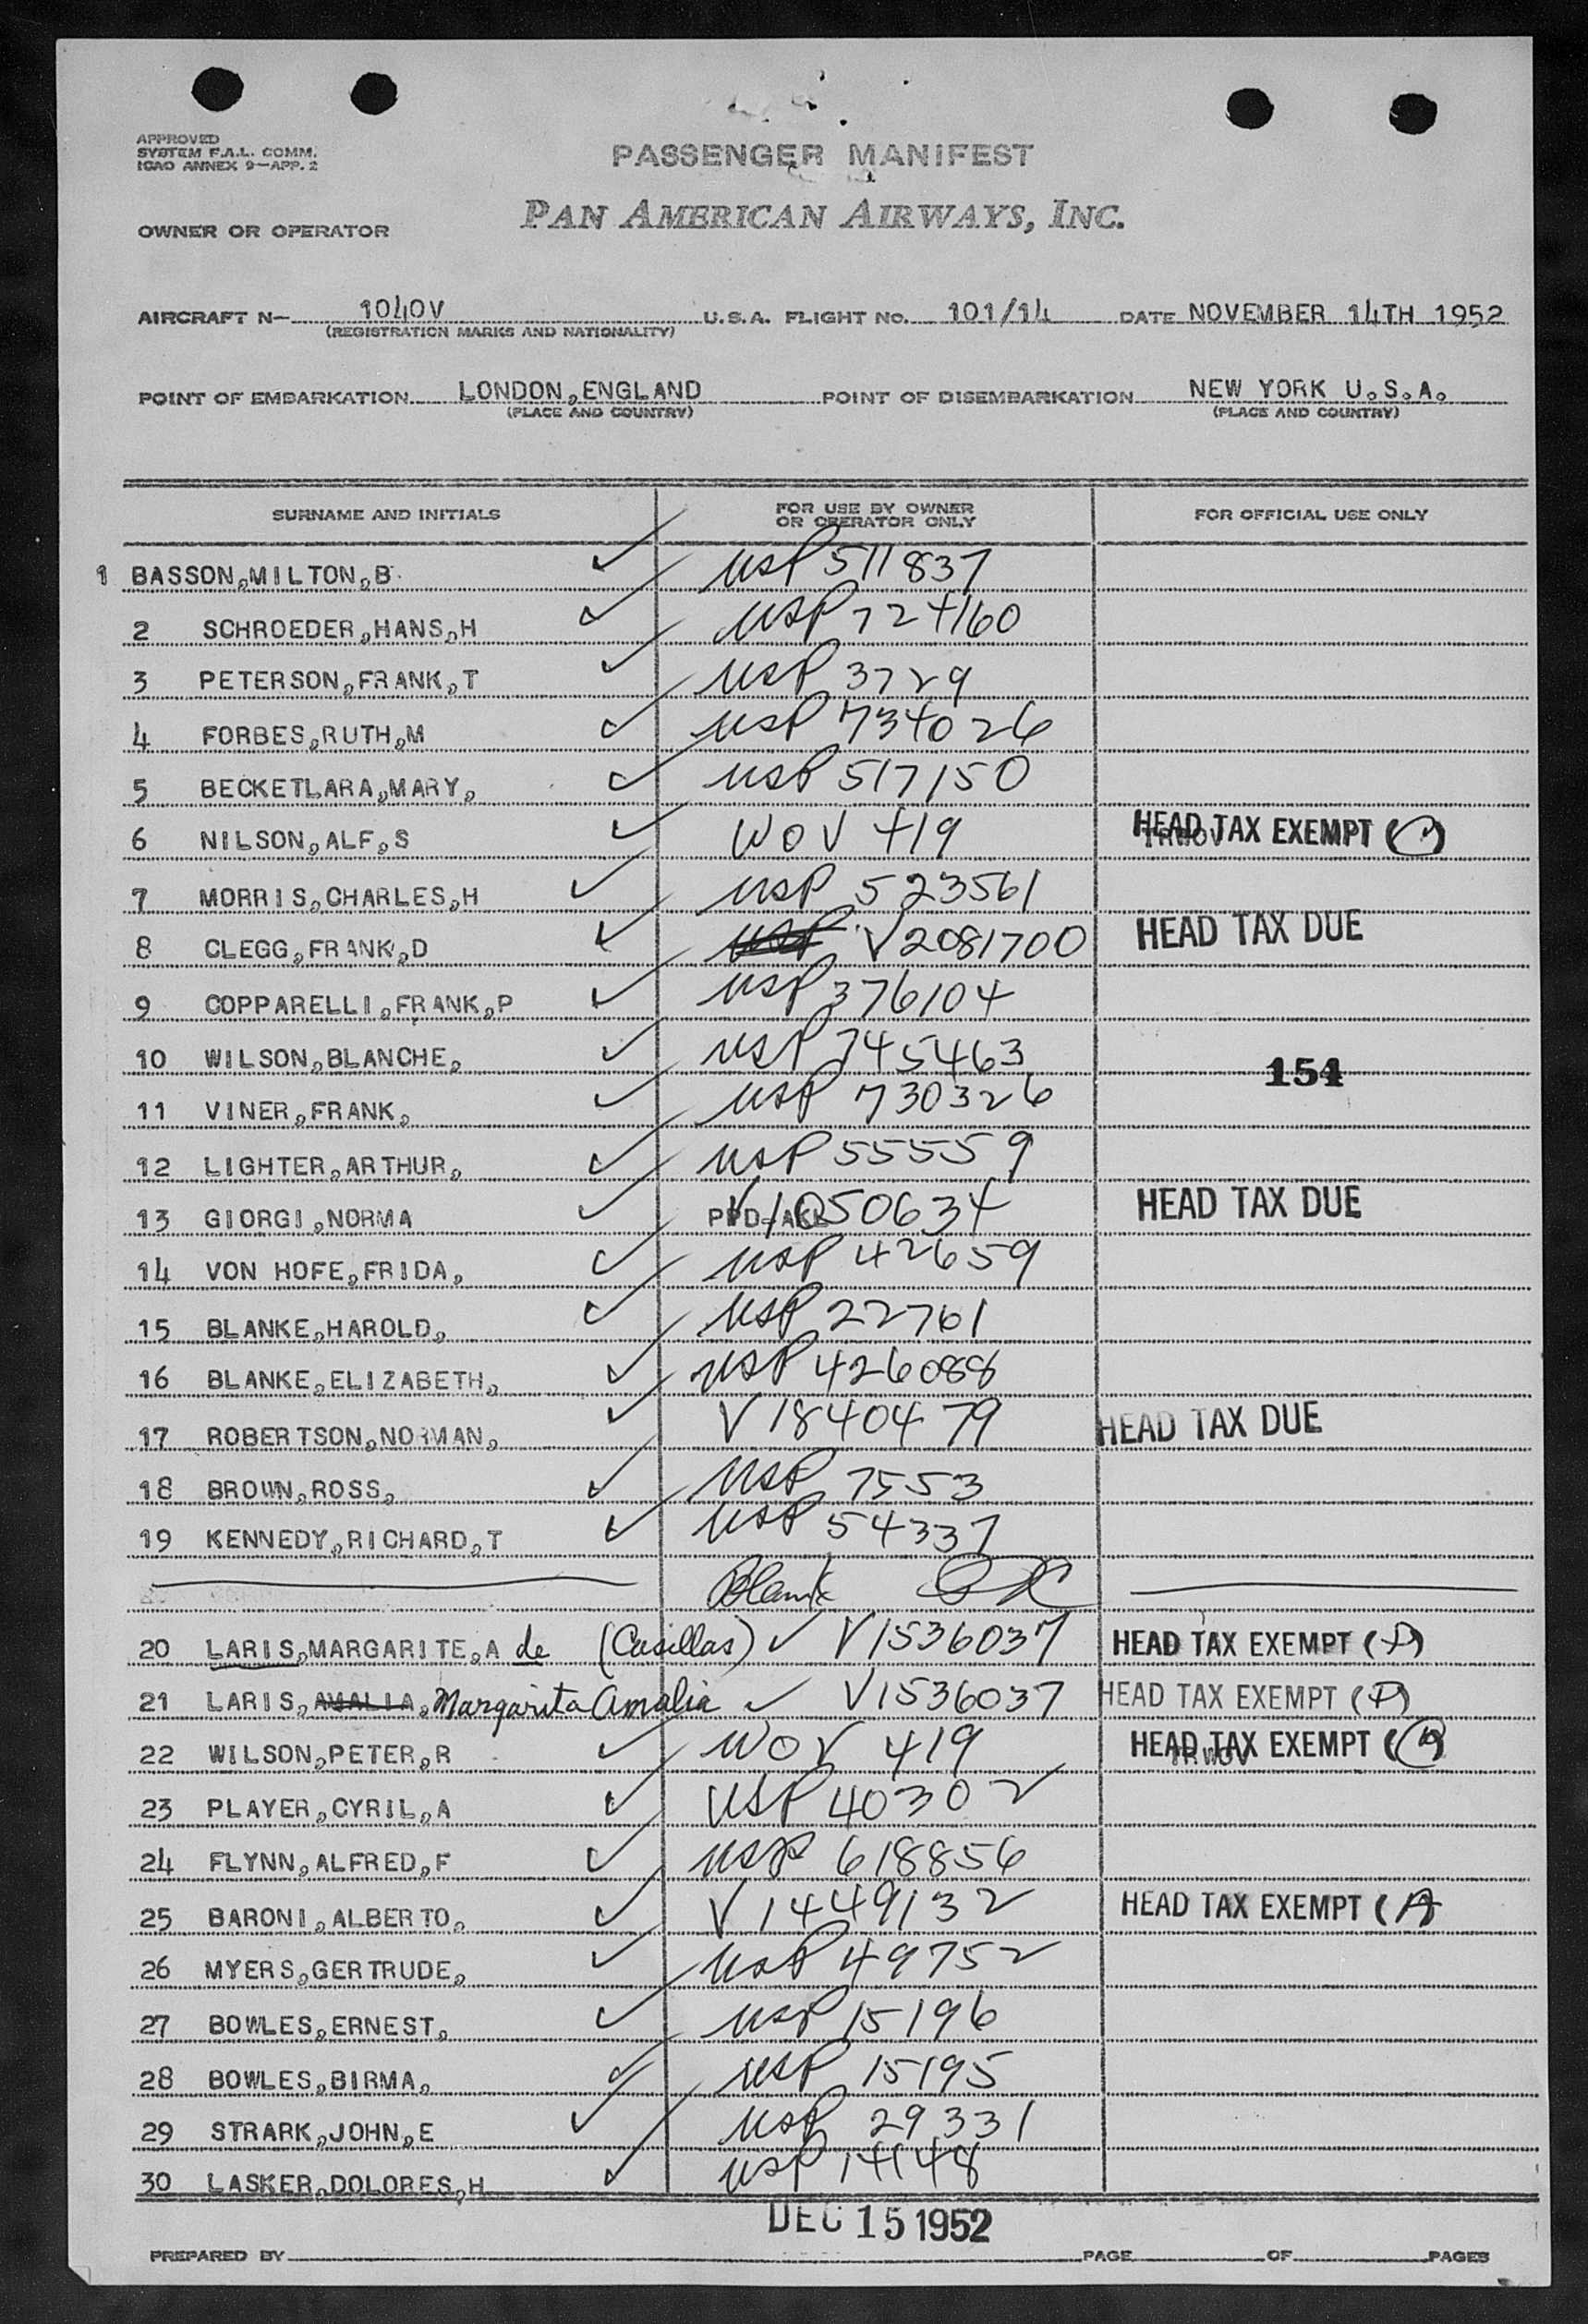 APPROVED
SYSTEM F.A.L. COMM.
ICAO ANNEX 9—APP. 2
PASSENGER MANIFEST
OWNER OR OPERATOR PAN AMERICAN AIRWAYS, INC.
AIRCRAFT N— 1040V U.S.A. FLIGHT NO. 101/14 DATE NOVEMBER 14TH 1952
(REGISTRATION MARKS AND NATIONALITY)
POINT OF EMBARKATION LONDON,ENGLAND POINT OF DISEMBARKATION NEW YORK U.S.A.
(PLACE AND COUNTRY) (PLACE AND COUNTRY)
SURNAME AND INITIALS FOR USE BY OWNER OR OPERATOR ONLY FOR OFFICIAL USE ONLY
1 BASSON,MILTON,B. USP 511837
2 SCHROEDER,HANS,H USP 724160
3 PETERSON,FRANK,T USP 3729
4 FORBES,RUTH,M USP 734026
5 BECKETLARA,MARY, USP 517150
6 NILSON,ALF,S WOV 419 HEAD TAX EXEMPT
7 MORRIS,CHARLES,H USP 523561
8 CLEGG,FRANK,D USP V2081700 HEAD TAX DUE
9 COPPARELLI,FRANK,P USP 376104
10 WILSON,BLANCHE, USP 745463
154
11 VINER,FRANK, USP 730326
12 LIGHTER,ARTHUR, USP 55559
13 GIORGI,NORMA V1050634 HEAD TAX DUE
14 VON HOFE,FRIDA, USP 42659
15 BLANKE,HAROLD, USP 22761
16 BLANKE,ELIZABETH, USP 426088
17 ROBERTSON,NORMAN, V1840479 HEAD TAX DUE
18 BROWN,ROSS, USP 7553
19 KENNEDY,RICHARD,T USP 54337
Blank
20 LARIS,MARGARITE,A de (Casillas) V1536037 HEAD TAX EXEMPT
21 LARIS,AMALIA,Margarita Amalia V1536037 HEAD TAX EXEMPT
22 WILSON,PETER,R WOV 419 HEAD TAX EXEMPT
23 PLAYER,CYRIL,A USP 40302
24 FLYNN,ALFRED,F USP 618856
25 BARONI,ALBERTO, V1449132 HEAD TAX EXEMPT (A)
26 MYERS,GERTRUDE, USP 49752
27 BOWLES,ERNEST, USP 15196
28 BOWLES,BIRMA, USP 15195
29 STRARK,JOHN,E USP 29331
30 LASKER,DOLORES,H USP 14148
DEC 15 1952
PREPARED BY PAGE OF PAGES